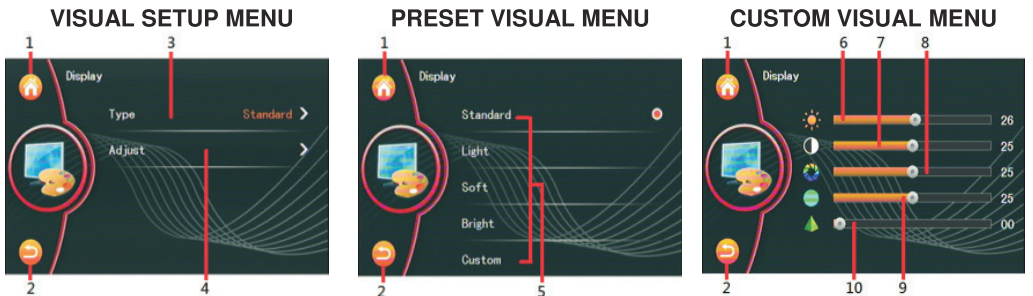 VISUAL SETUP MENU
1
3
Display
Type
Standard
Adjust
2
4
PRESET VISUAL MENU
1
Display
Standard
Light
Soft
Bright
Custom
2
5
CUSTOM VISUAL MENU
1
6
7
8
Display
26
25
25
25
00
2
10
9